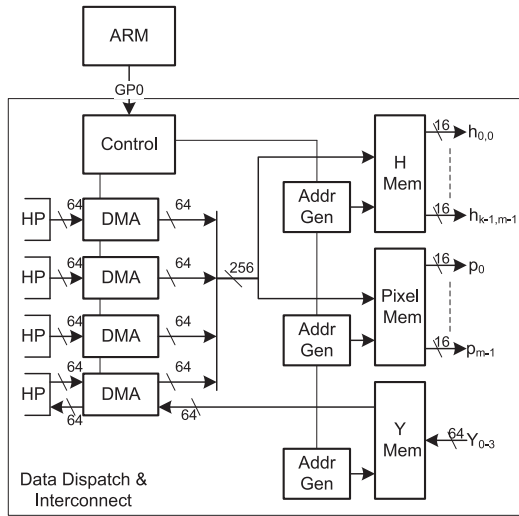 ARM
GP0
Control
HP 64 DMA 64
HP 64 DMA 64
HP 64 DMA 64
HP 64 64 DMA 64 64
256
Addr
Gen
Addr
Gen
Addr
Gen
H
Mem
16 h0,0
16 hk-1,m-1
Pixel
Mem
16 p0
16 pm-1
Y
Mem
64 Y0-3
Data Dispatch &
Interconnect